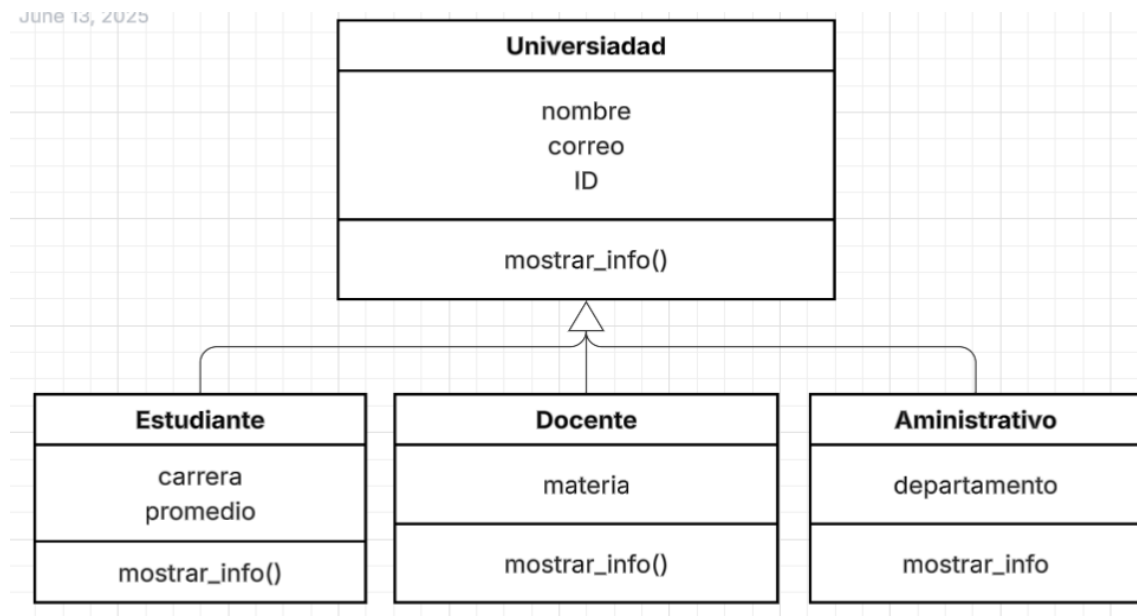 June 13, 2025
Universiadad
nombre
correo
ID
mostrar_info()
Estudiante
carrera
promedio
mostrar_info()
Docente
materia
mostrar_info()
Aministrativo
departamento
mostrar_info